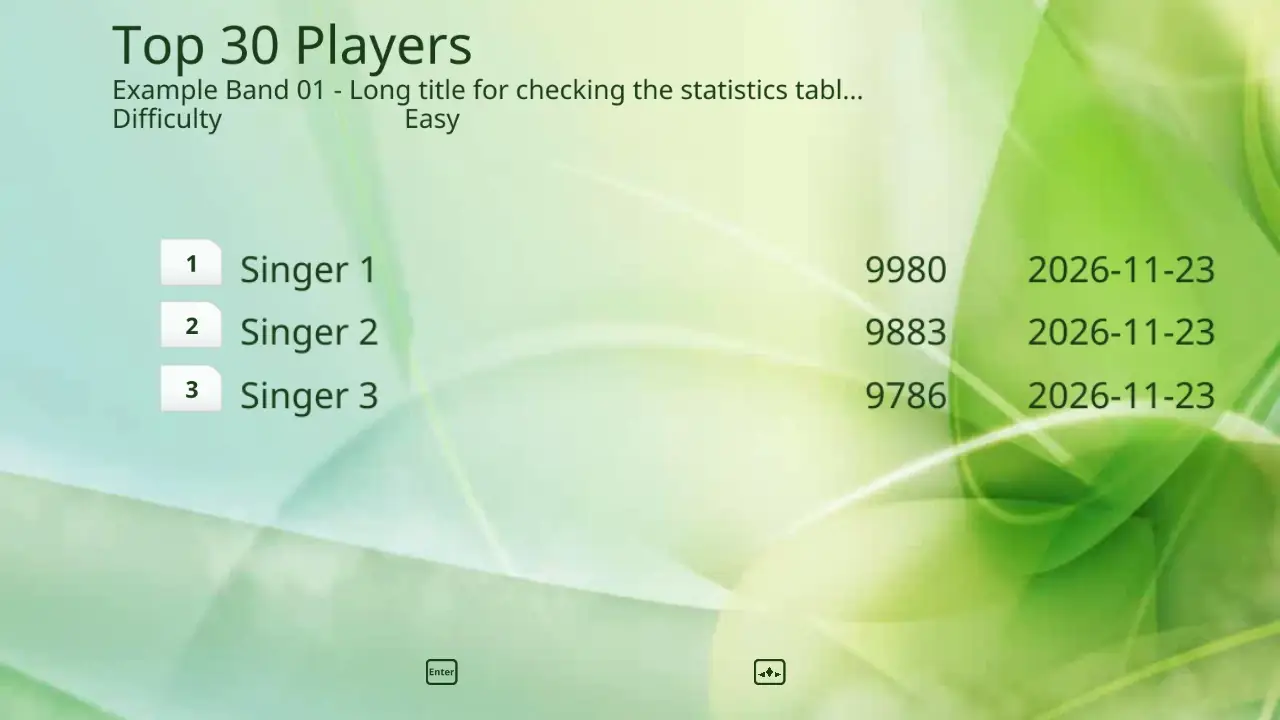 Top 30 Players
Example Band 01 - Long title for checking the statistics tabl...
Difficulty Easy
1 Singer 1 9980 2026-11-23
2 Singer 2 9883 2026-11-23
3 Singer 3 9786 2026-11-23
Enter